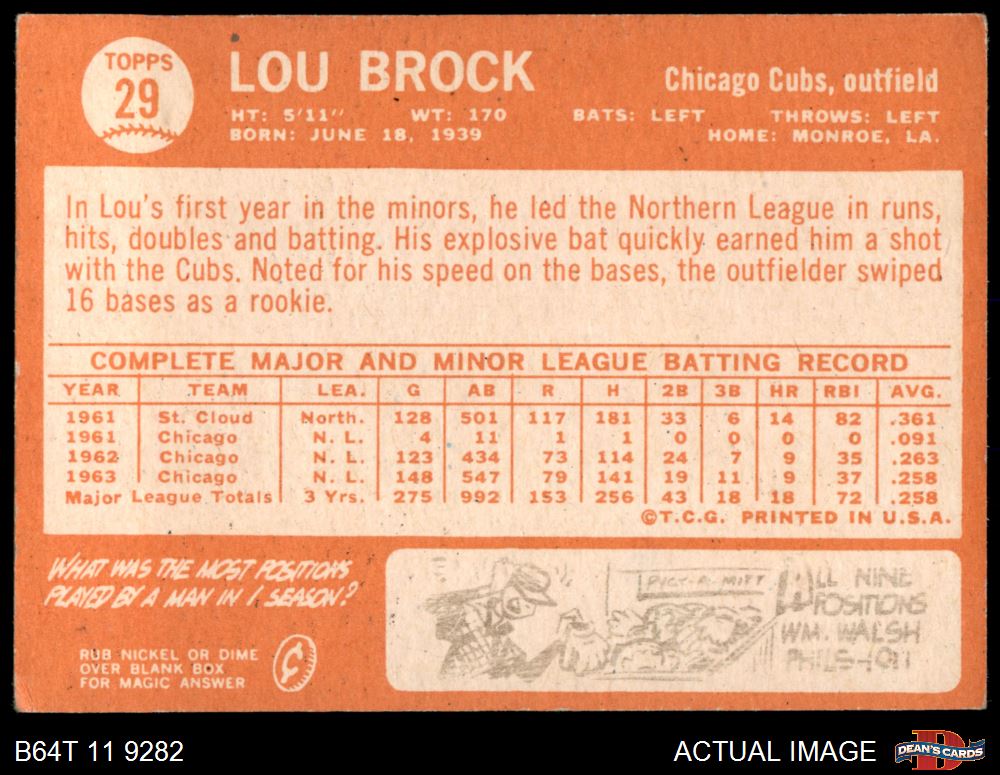 TOPPS
29
LOU BROCK
Chicago Cubs, outfield
HT: 5'11" WT: 170 BATS: LEFT THROWS: LEFT
BORN: JUNE 18, 1939 HOME: MONROE, LA.
In Lou's first year in the minors, he led the Northern League in runs,
hits, doubles and batting. His explosive bat quickly earned him a shot
with the Cubs. Noted for his speed on the bases, the outfielder swiped
16 bases as a rookie.
COMPLETE MAJOR AND MINOR LEAGUE BATTING RECORD
YEAR TEAM LEA. G AB R H 2B 3B HR RBI AVG.
1961 St. Cloud North. 128 501 117 181 33 6 14 82 .361
1961 Chicago N. L. 4 11 1 1 0 0 0 0 .091
1962 Chicago N. L. 123 434 73 114 24 7 9 35 .263
1963 Chicago N. L. 148 547 79 141 19 11 9 37 .258
Major League Totals 3 Yrs. 275 992 153 256 43 18 18 72 .258
©T.C.G. PRINTED IN U.S.A.
WHAT WAS THE MOST POSITIONS
PLAYED BY A MAN IN 1 SEASON?
RUB NICKEL OR DIME
OVER BLANK BOX
FOR MAGIC ANSWER
¢
PICK-A-MITT
ALL NINE
POSITIONS
WM. WALSH
PHILS-1911
B64T 11 9282
ACTUAL IMAGE
D
DEAN'S CARDS